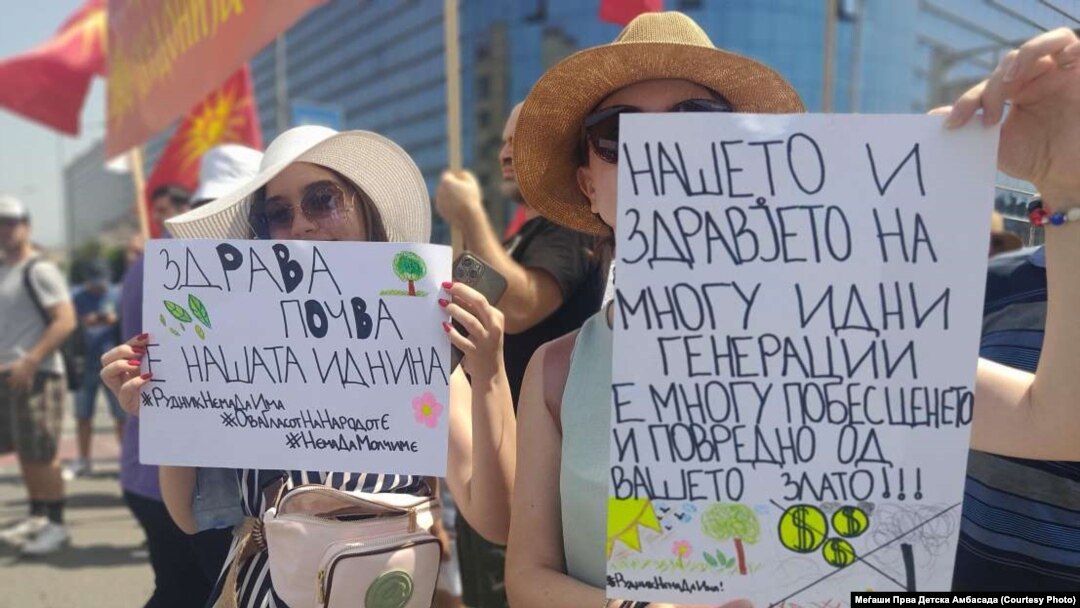 ЗДРАВА
ПОЧВА
Е НАШАТА ИДНИНА
#РудникНемаДаИма
#ОваГласотНаНародотЕ
#НемаДаМолчиме
НАШЕТО И
ЗДРАВЈЕТО НА
МНОГУ ИДНИ
ГЕНЕРАЦИИ
Е МНОГУ ПОБЕСЦЕНЕТО
И ПОВРЕДНО ОД
ВАШЕТО ЗЛАТО!!!
$ $
$
#РудникНемаДаИма!
Меѓаши Прва Детска Амбасада (Courtesy Photo)